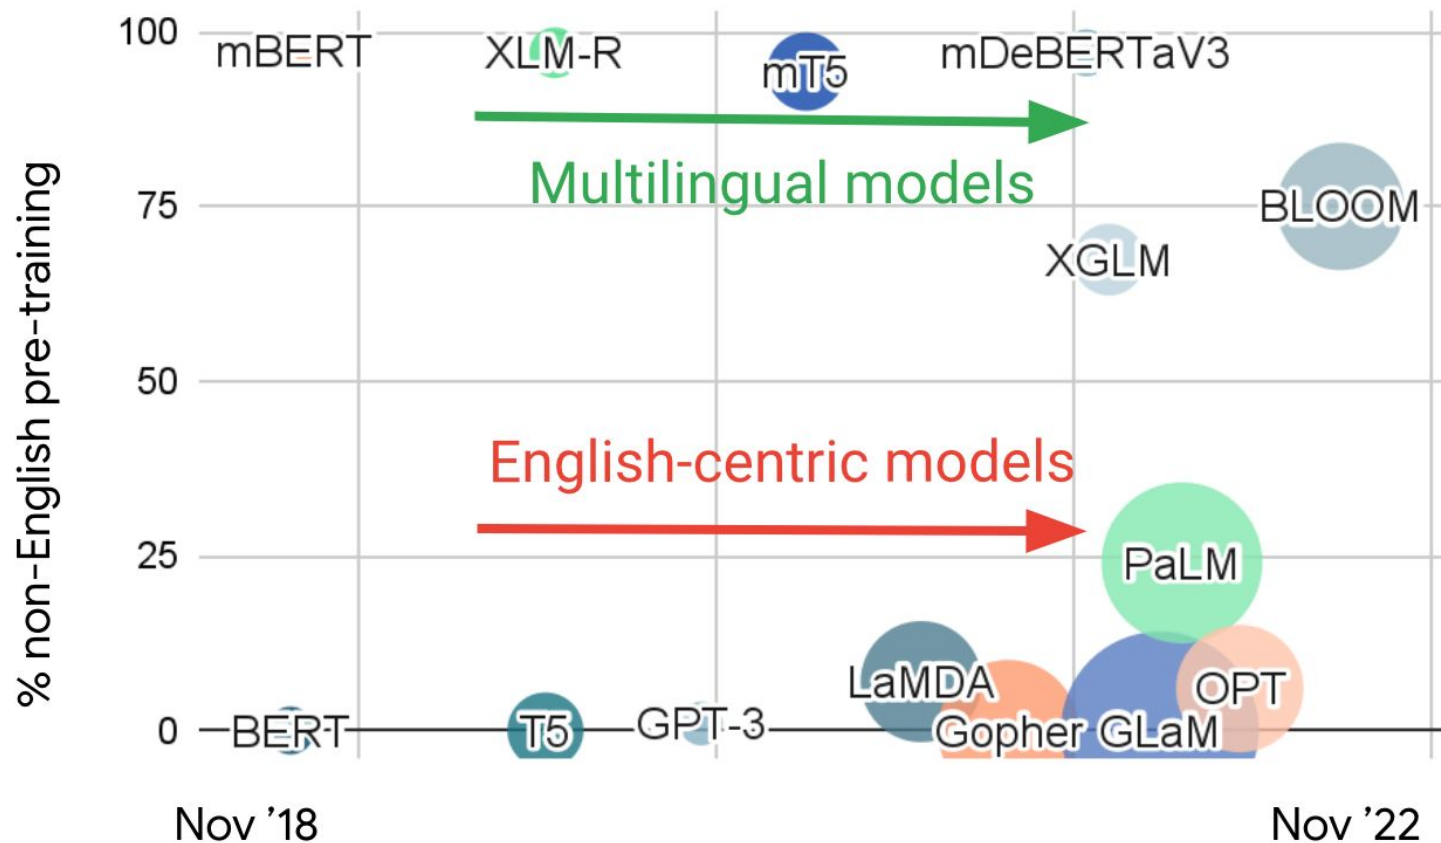 % non-English pre-training
100
75
50
25
0
mBERT
XLM-R
mT5
mDeBERTaV3
Multilingual models
BLOOM
XGLM
English-centric models
PaLM
LaMDA
OPT
BERT
T5
GPT-3
Gopher
GLaM
Nov ’18
Nov ’22